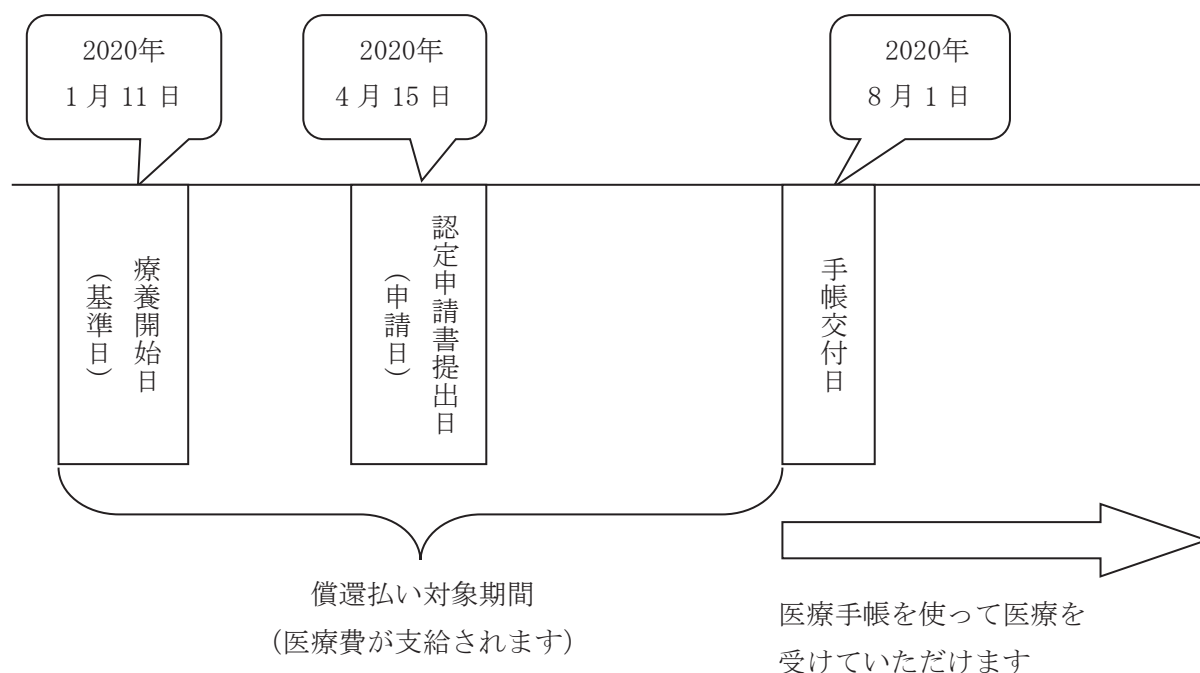 2020年
1 月 11 日
2020年
4 月 15 日
2020年
8 月 1 日
療養開始日
（基準日）
認定申請書提出日
（申請日）
手帳交付日
償還払い対象期間
（医療費が支給されます）
医療手帳を使って医療を
受けていただけます